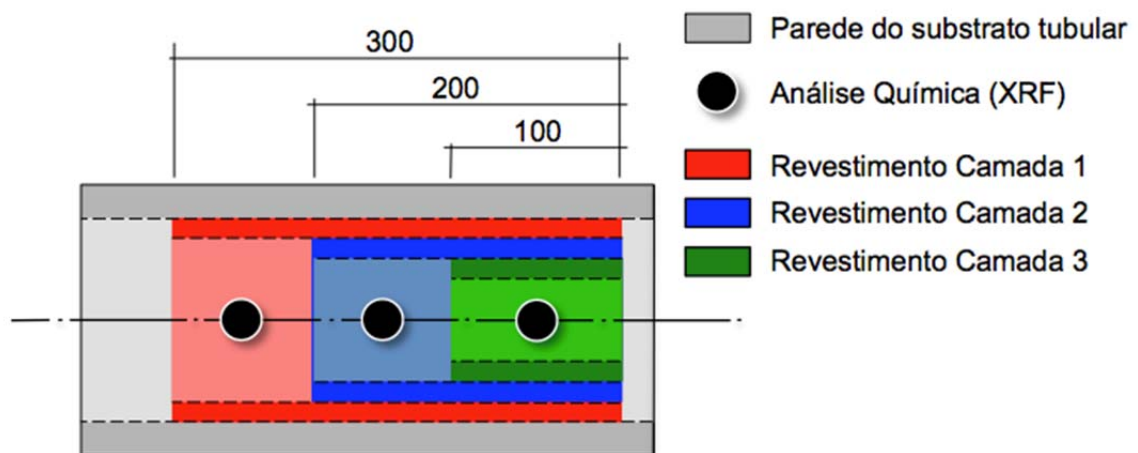 300
200
100
Parede do substrato tubular
Análise Química (XRF)
Revestimento Camada 1
Revestimento Camada 2
Revestimento Camada 3